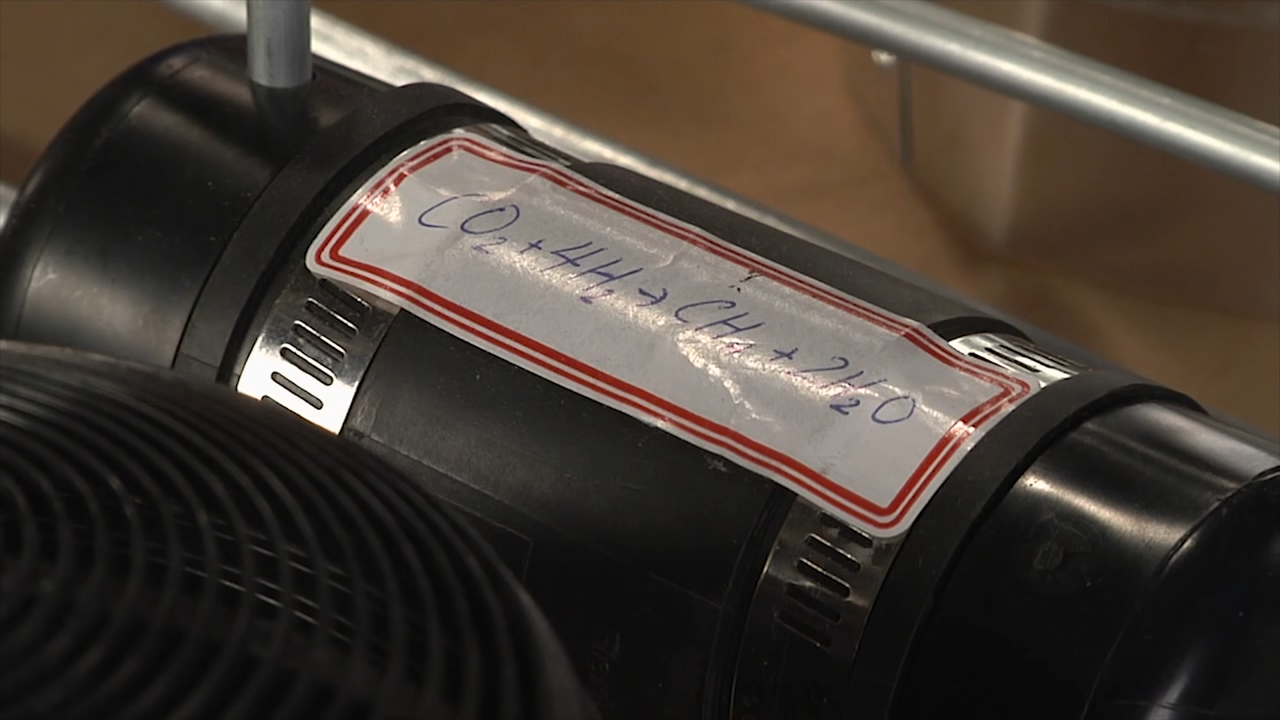 CO₂ + 4H₂ → CH₄ + 2H₂O